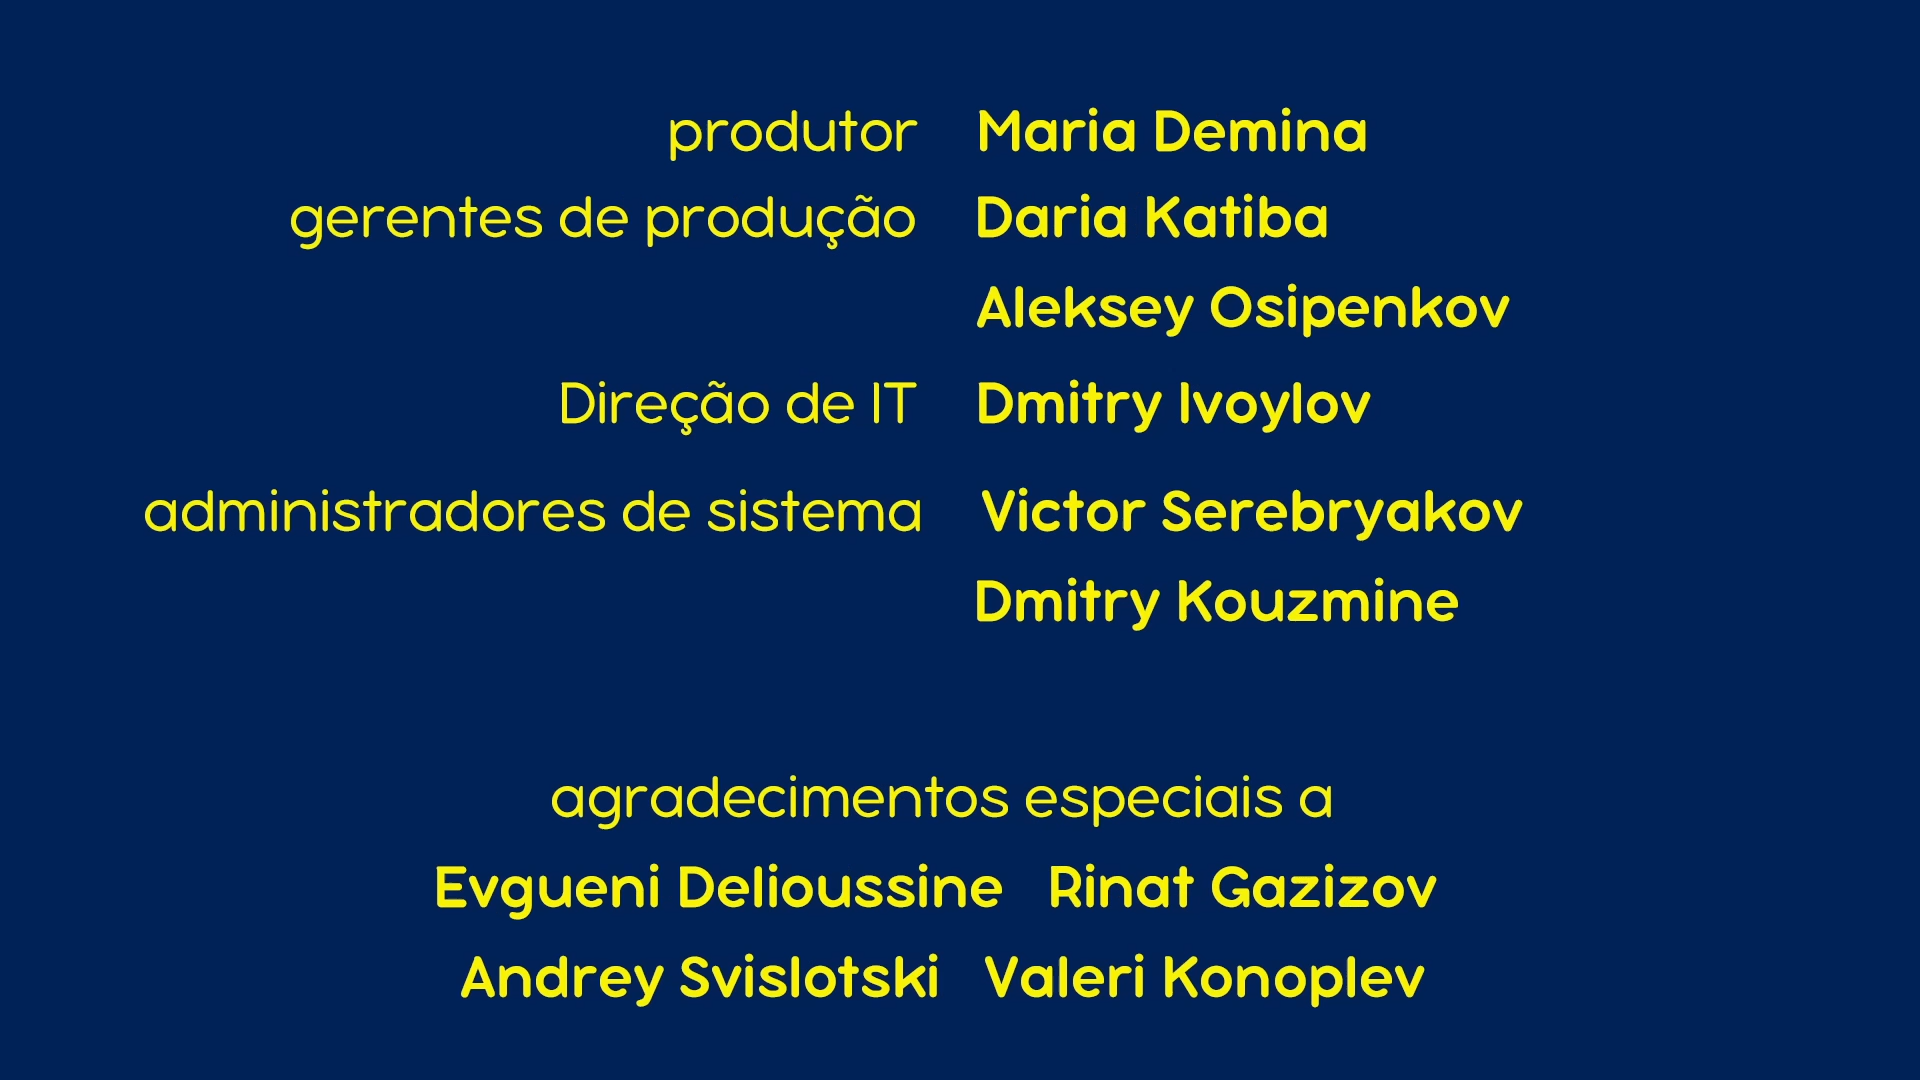 produtor Maria Demina
gerentes de produção Daria Katiba
Aleksey Osipenkov
Direção de IT Dmitry Ivoylov
administradores de sistema Victor Serebryakov
Dmitry Kouzmine
agradecimentos especiais a
Evgueni Delioussine Rinat Gazizov
Andrey Svislotski Valeri Konoplev